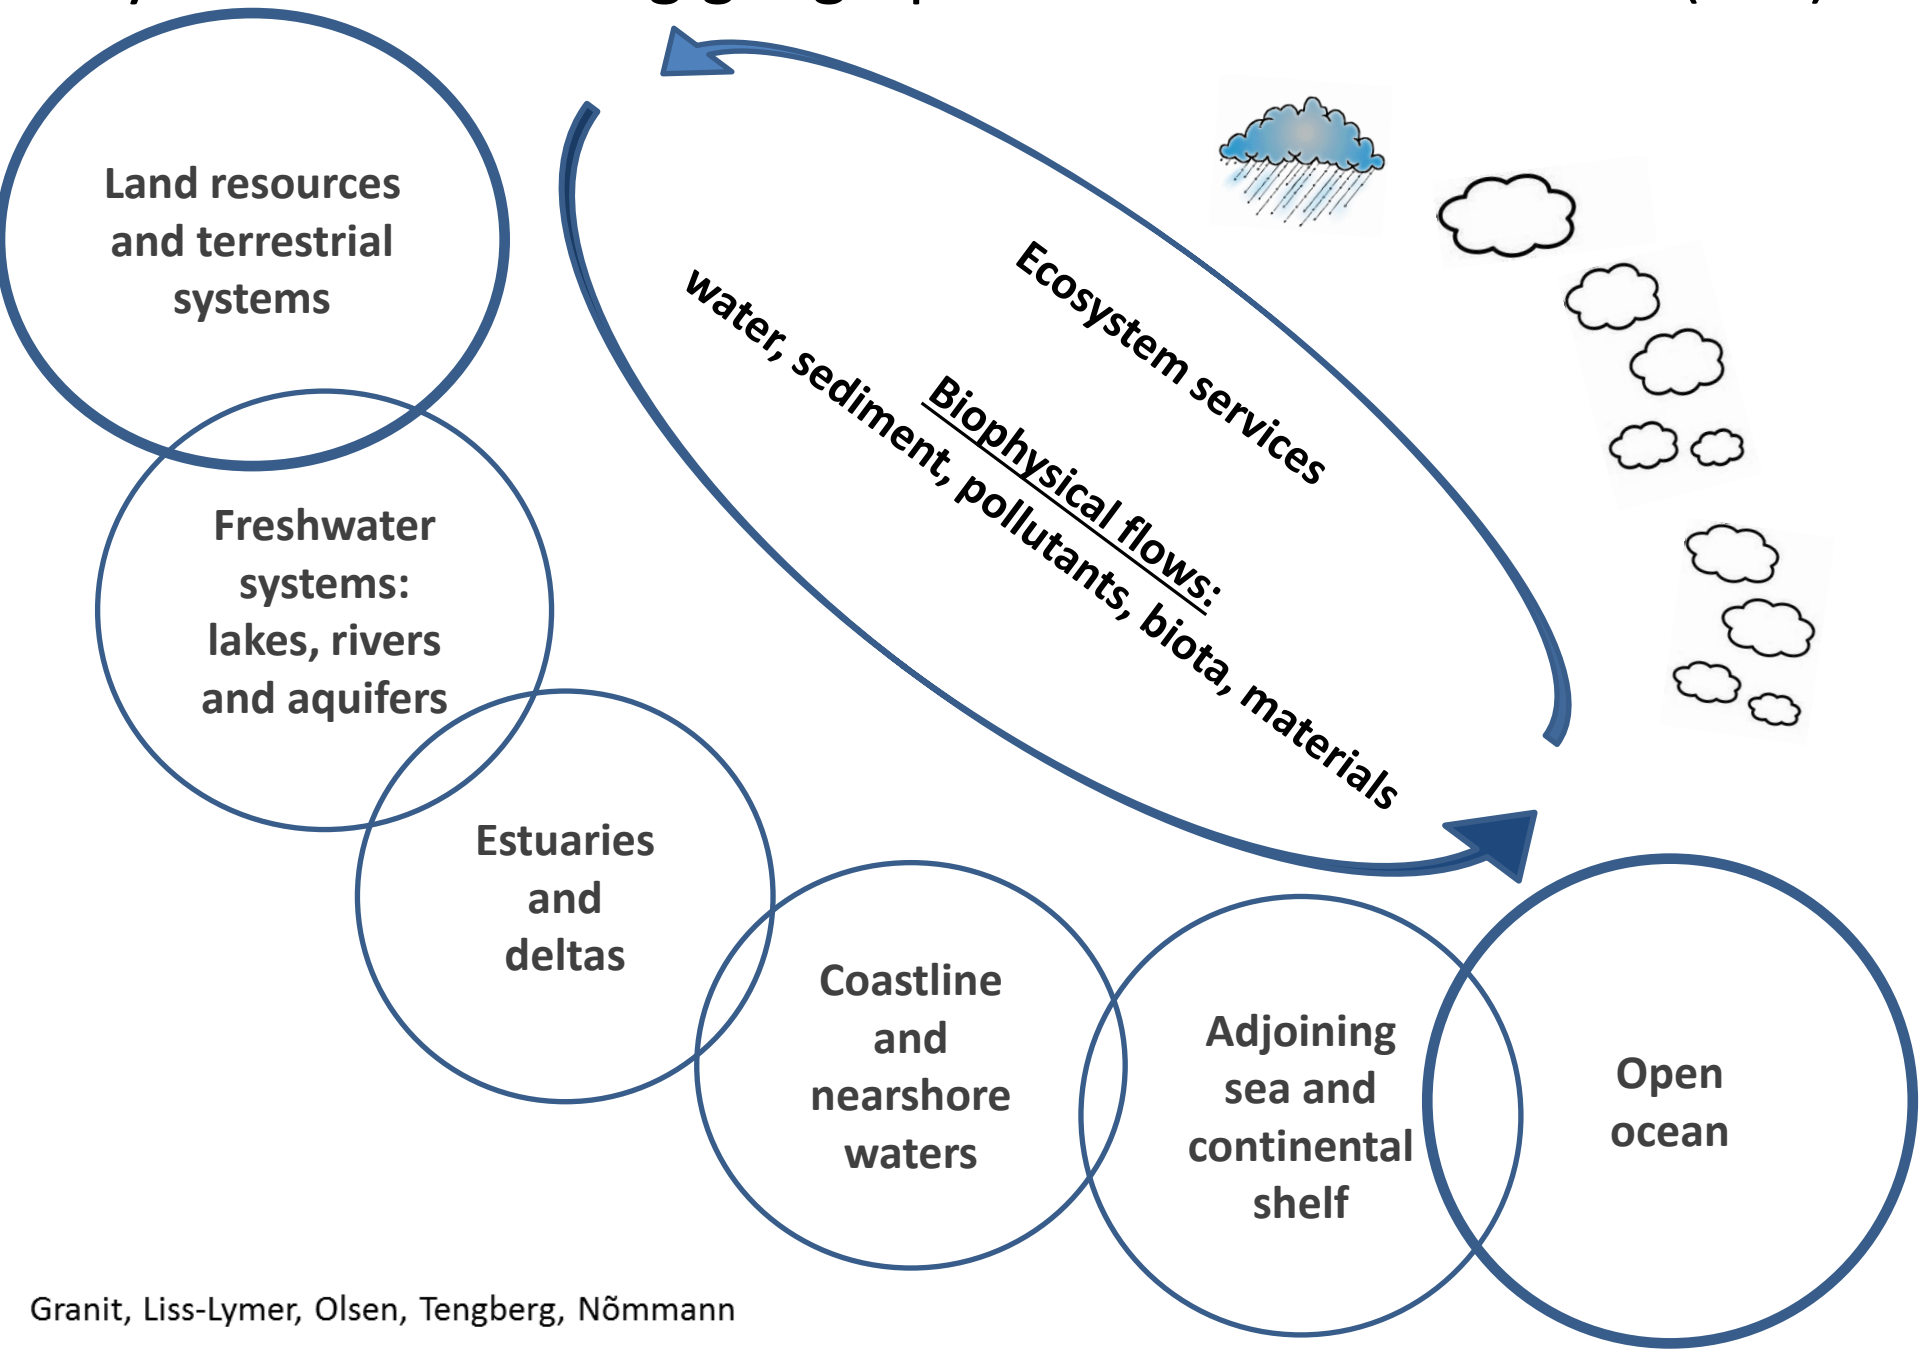 Land resources
and terrestrial
systems
Freshwater
systems:
lakes, rivers
and aquifers
Estuaries
and
deltas
Coastline
and
nearshore
waters
Adjoining
sea and
continental
shelf
Open
ocean
Ecosystem services
Biophysical flows:
water, sediment, pollutants, biota, materials
Granit, Liss-Lymer, Olsen, Tengberg, Nõmmann